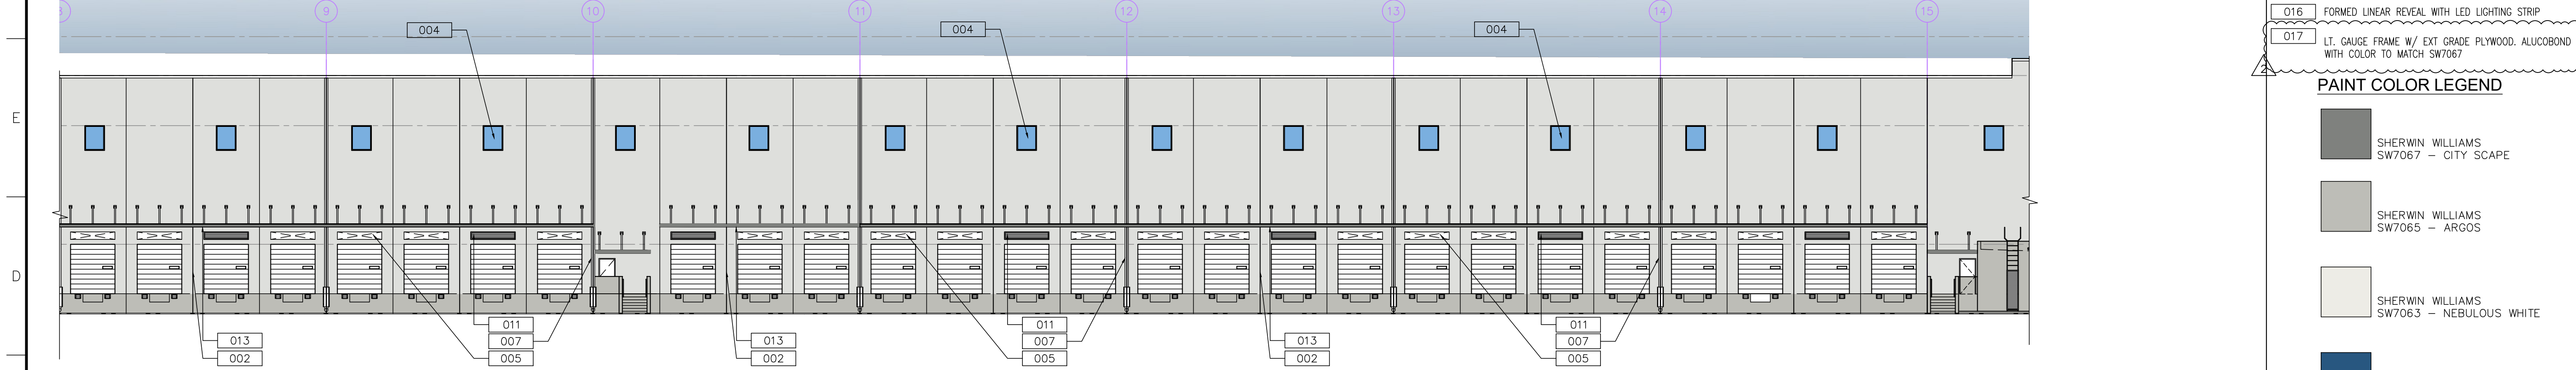 8 9 10 11 12 13 14 15
004 004 004
E
D
011 011 011
013 007 013 007 013 007
002 005 002 005 002 005
016 FORMED LINEAR REVEAL WITH LED LIGHTING STRIP
017 LT. GAUGE FRAME W/ EXT GRADE PLYWOOD. ALUCOBOND
WITH COLOR TO MATCH SW7067
2
PAINT COLOR LEGEND
SHERWIN WILLIAMS
SW7067 – CITY SCAPE
SHERWIN WILLIAMS
SW7065 – ARGOS
SHERWIN WILLIAMS
SW7063 – NEBULOUS WHITE